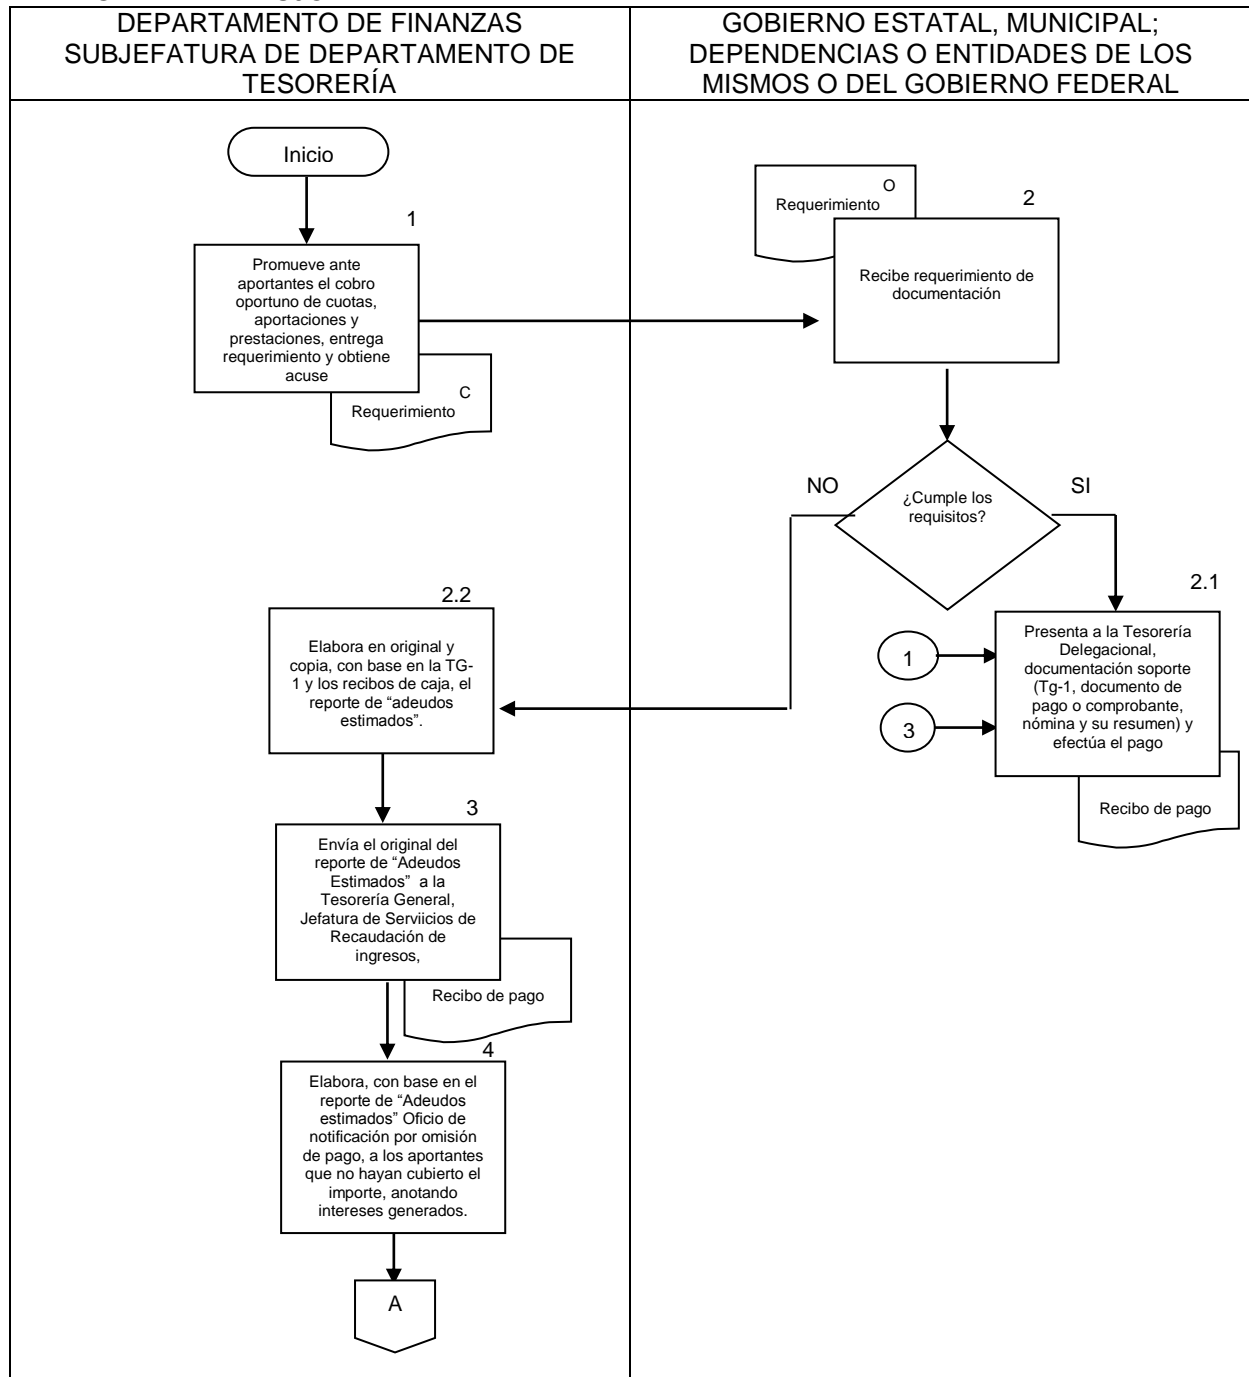 DEPARTAMENTO DE FINANZAS
SUBJEFATURA DE DEPARTAMENTO DE
TESORERÍA
GOBIERNO ESTATAL, MUNICIPAL;
DEPENDENCIAS O ENTIDADES DE LOS
MISMOS O DEL GOBIERNO FEDERAL
Inicio
1
Promueve ante
aportantes el cobro
oportuno de cuotas,
aportaciones y
prestaciones, entrega
requerimiento y obtiene
acuse
C
Requerimiento
O
Requerimiento
2
Recibe requerimiento de
documentación
¿Cumple los
requisitos?
NO
SI
2.1
Presenta a la Tesorería
Delegacional,
documentación soporte
(Tg-1, documento de
pago o comprobante,
nómina y su resumen) y
efectúa el pago
1
3
Recibo de pago
2.2
Elabora en original y
copia, con base en la TG-
1 y los recibos de caja, el
reporte de “adeudos
estimados”.
3
Envía el original del
reporte de “Adeudos
Estimados” a la
Tesorería General,
Jefatura de Serviicios de
Recaudación de
ingresos,
Recibo de pago
4
Elabora, con base en el
reporte de “Adeudos
estimados” Oficio de
notificación por omisión
de pago, a los aportantes
que no hayan cubierto el
importe, anotando
intereses generados.
A